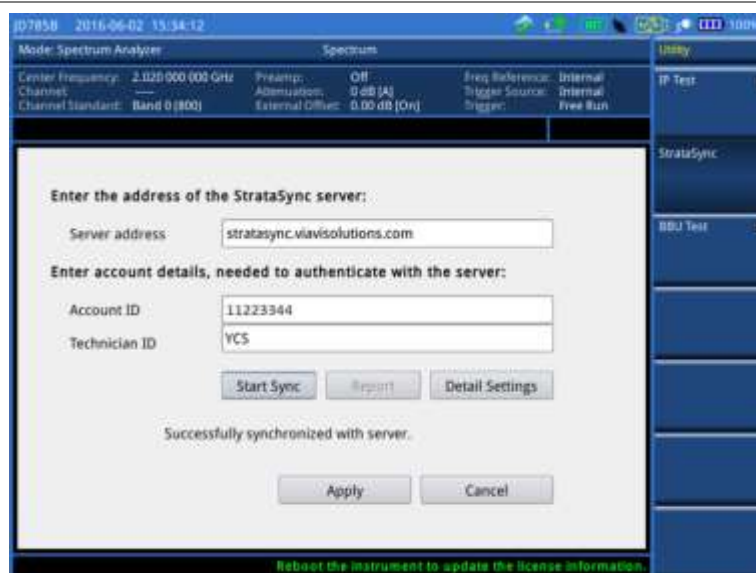 JD785B 2016-06-02 15:34:12
100%
Mode: Spectrum Analyzer Spectrum Utility
Center Frequency: 2.020 000 000 GHz Preamp: Off Freq Reference: Internal
Channel: ---- Attenuation: 0 dB [A] Trigger Source: Internal
Channel Standard: Band 0 (800) External Offset: 0.00 dB [On] Trigger: Free Run
IP Test
StrataSync
BBU Test
Enter the address of the StrataSync server:
Server address stratasync.viavisolutions.com
Enter account details, needed to authenticate with the server:
Account ID 11223344
Technician ID YCS
Start Sync Report Detail Settings
Successfully synchronized with server.
Apply Cancel
Reboot the instrument to update the license information.